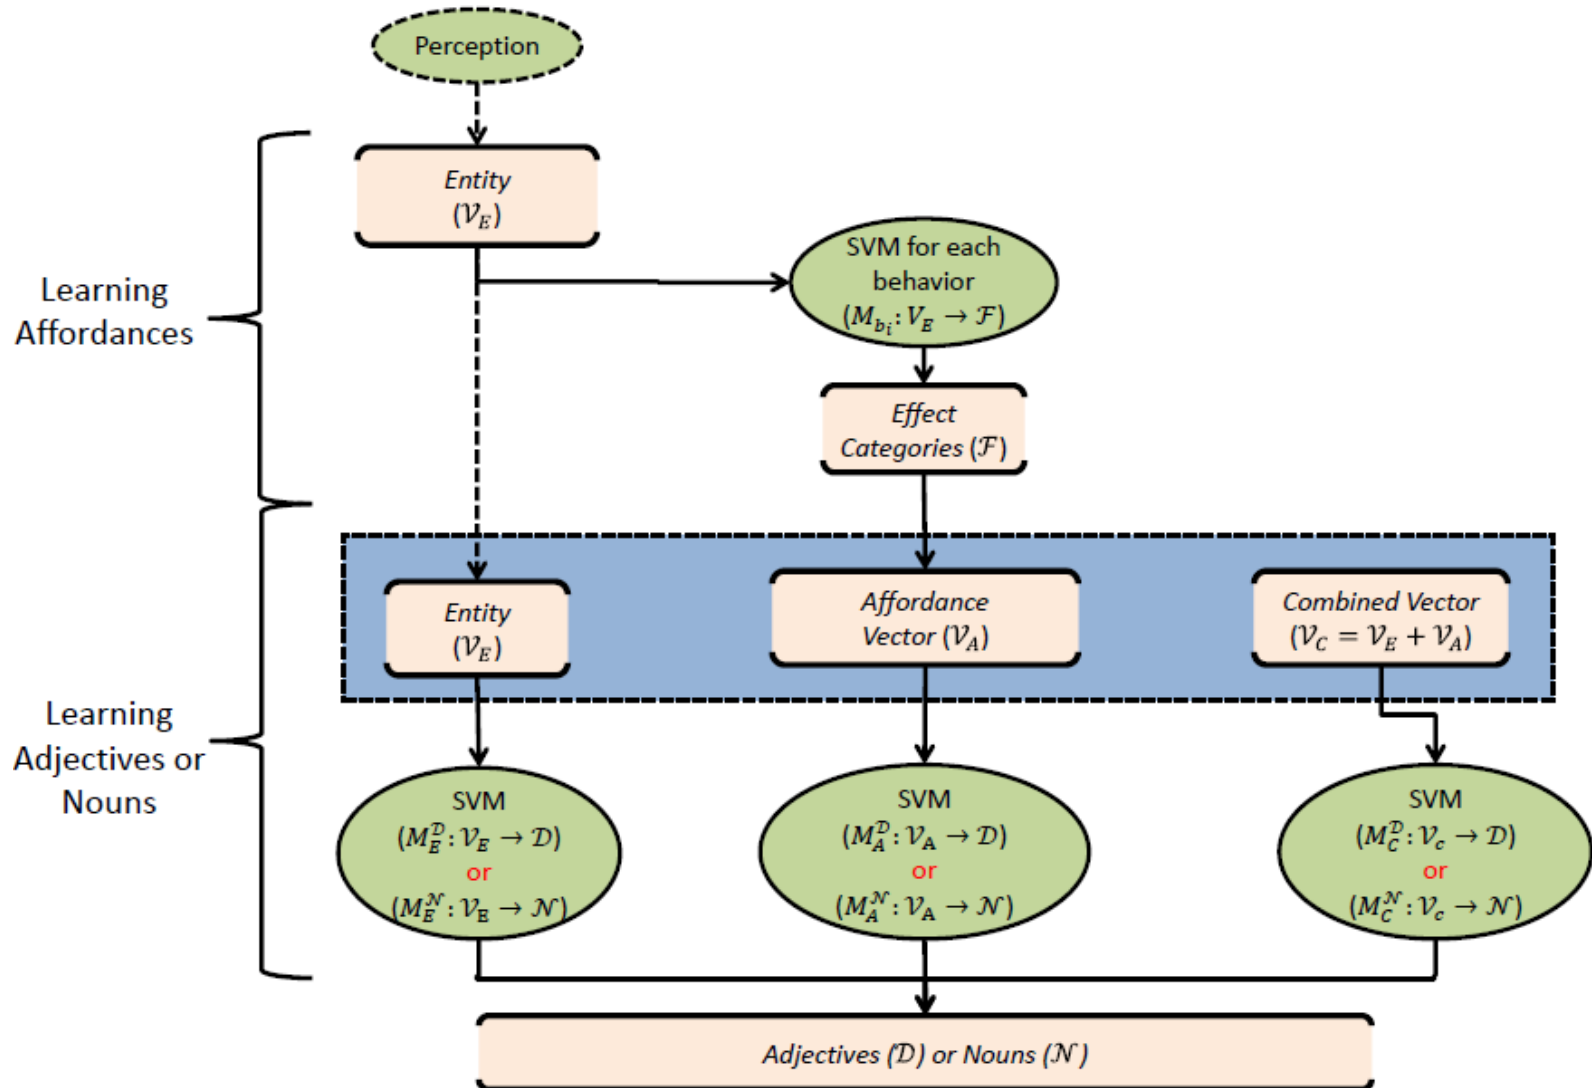 Perception
Entity
(𝒱_E)
SVM for each
behavior
(M_{b_i}: V_E → ℱ)
Learning
Affordances
Effect
Categories (ℱ)
Entity
(𝒱_E)
Affordance
Vector (𝒱_A)
Combined Vector
(𝒱_C = 𝒱_E + 𝒱_A)
Learning
Adjectives or
Nouns
SVM
(M_E^𝒟: 𝒱_E → 𝒟)
or
(M_E^𝒩: 𝒱_E → 𝒩)
SVM
(M_A^𝒟: 𝒱_A → 𝒟)
or
(M_A^𝒩: 𝒱_A → 𝒩)
SVM
(M_C^𝒟: 𝒱_c → 𝒟)
or
(M_C^𝒩: 𝒱_c → 𝒩)
Adjectives (𝒟) or Nouns (𝒩)